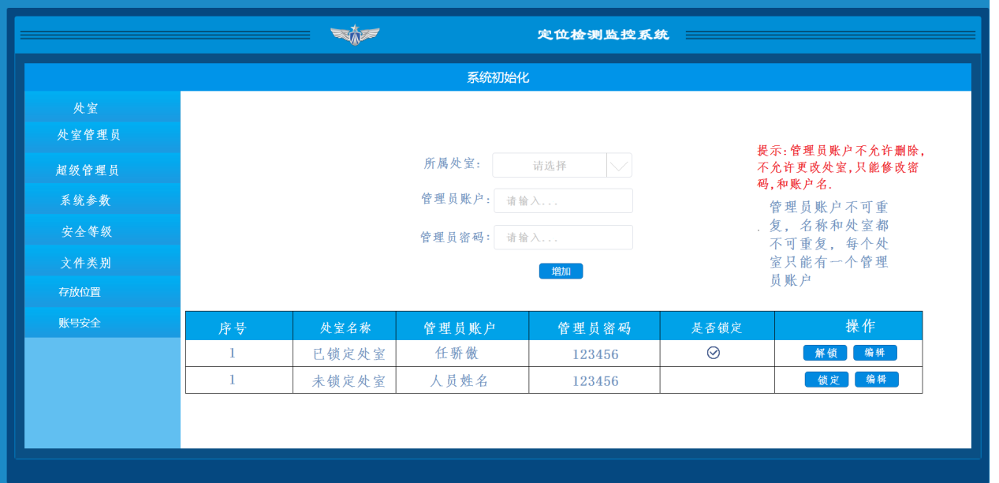 定位检测监控系统
系统初始化
处室
处室管理员
超级管理员
系统参数
安全等级
文件类别
存放位置
账号安全
所属处室: 请选择
管理员账户: 请输入...
管理员密码: 请输入...
增加
提示:管理员账户不允许删除,
不允许更改处室,只能修改密
码,和账户名.
管理员账户不可重
. 复, 名称和处室都
不可重复, 每个处
室只能有一个管理
员账户
序号 处室名称 管理员账户 管理员密码 是否锁定 操作
1 已锁定处室 任骄傲 123456 解锁 编辑
1 未锁定处室 人员姓名 123456 锁定 编辑